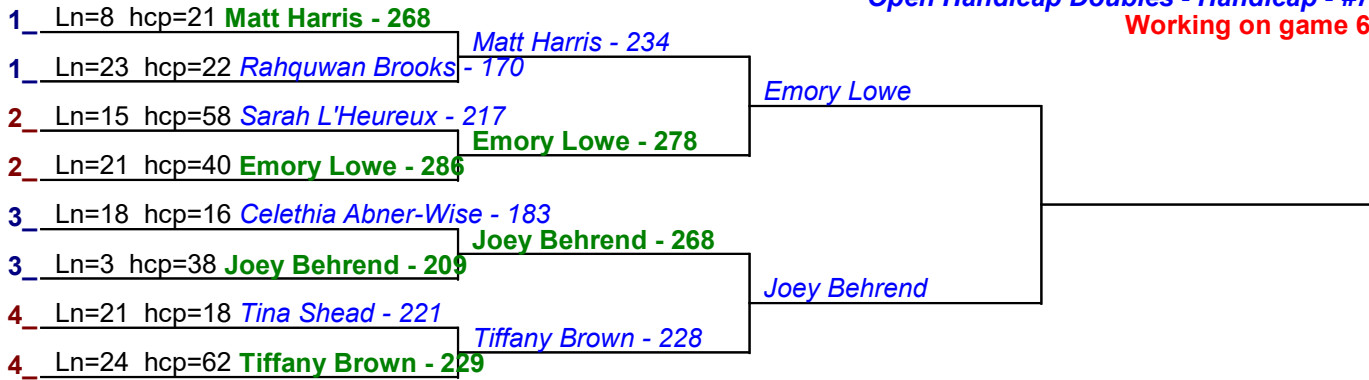 Open Handicap Doubles - Handicap - #7
Working on game 6
1_ Ln=8 hcp=21 Matt Harris - 268
Matt Harris - 234
1_ Ln=23 hcp=22 Rahquwan Brooks - 170
Emory Lowe
2_ Ln=15 hcp=58 Sarah L'Heureux - 217
Emory Lowe - 278
2_ Ln=21 hcp=40 Emory Lowe - 286
3_ Ln=18 hcp=16 Celethia Abner-Wise - 183
Joey Behrend - 268
3_ Ln=3 hcp=38 Joey Behrend - 209
Joey Behrend
4_ Ln=21 hcp=18 Tina Shead - 221
Tiffany Brown - 228
4_ Ln=24 hcp=62 Tiffany Brown - 229